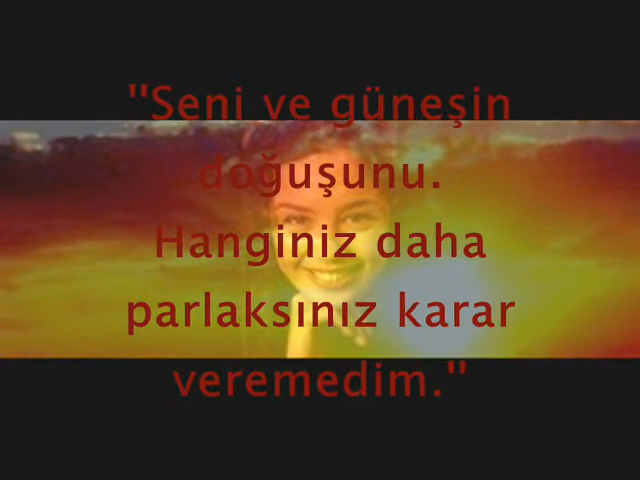 "Seni ve güneşin
doğuşunu.
Hanginiz daha
parlaksınız karar
veremedim."